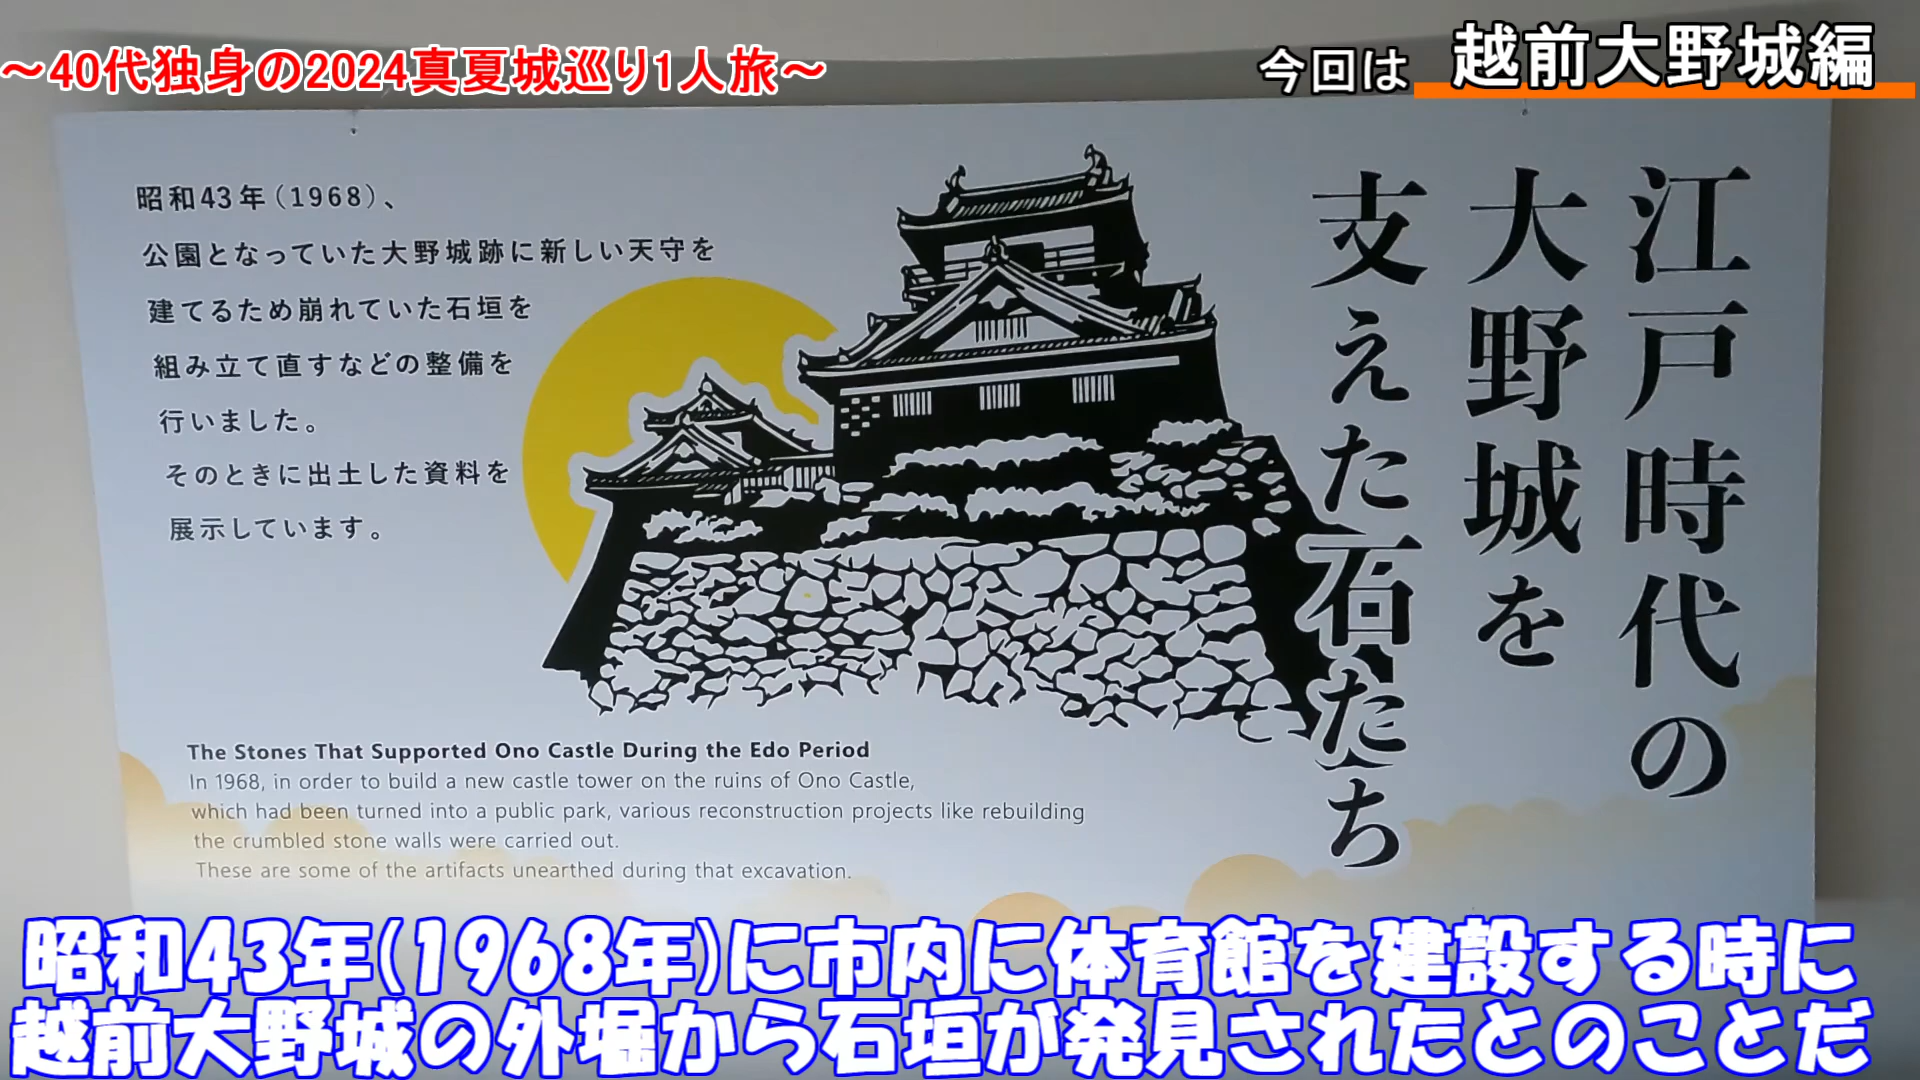 〜40代独身の2024真夏城巡り1人旅〜
今回は 越前大野城編
江戸時代の
大野城を
支えた石たち
昭和43年（1968）、
公園となっていた大野城跡に新しい天守を
建てるため崩れていた石垣を
組み立て直すなどの整備を
行いました。
そのときに出土した資料を
展示しています。
The Stones That Supported Ono Castle During the Edo Period
In 1968, in order to build a new castle tower on the ruins of Ono Castle,
which had been turned into a public park, various reconstruction projects like rebuilding
the crumbled stone walls were carried out.
These are some of the artifacts unearthed during that excavation.
昭和43年(1968年)に市内に体育館を建設する時に
越前大野城の外堀から石垣が発見されたとのことだ